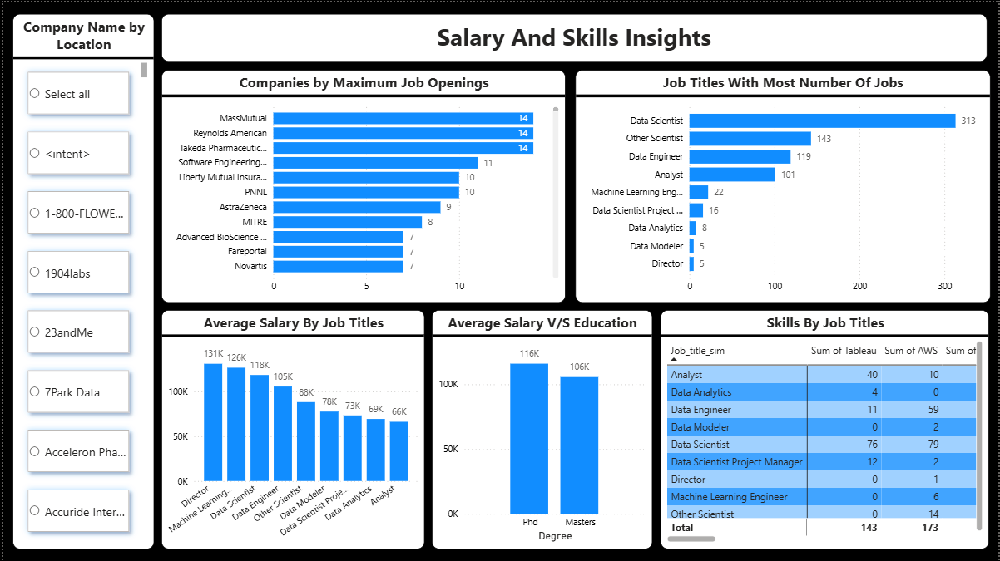 Company Name by
Location
Select all
<intent>
1-800-FLOWE...
1904labs
23andMe
7Park Data
Acceleron Pha...
Accuride Inter...
Salary And Skills Insights
Companies by Maximum Job Openings
MassMutual 14
Reynolds American 14
Takeda Pharmaceutic... 14
Software Engineering... 11
Liberty Mutual Insura... 10
PNNL 10
AstraZeneca 9
MITRE 8
Advanced BioScience ... 7
Fareportal 7
Novartis 7
0 5 10
Job Titles With Most Number Of Jobs
Data Scientist 313
Other Scientist 143
Data Engineer 119
Analyst 101
Machine Learning Eng... 22
Data Scientist Project ... 16
Data Analytics 8
Data Modeler 5
Director 5
0 100 200 300
Average Salary By Job Titles
131K 126K 118K 105K 88K 78K 73K 69K 66K
100K
50K
0K
Director
Machine Learning...
Data Scientist
Data Engineer
Other Scientist
Data Modeler
Data Scientist Proje...
Data Analytics
Analyst
Average Salary V/S Education
116K 106K
100K
50K
0K
Phd Masters
Degree
Skills By Job Titles
Job_title_sim Sum of Tableau Sum of AWS Sum of
Analyst 40 10
Data Analytics 4 0
Data Engineer 11 59
Data Modeler 0 2
Data Scientist 76 79
Data Scientist Project Manager 12 2
Director 0 1
Machine Learning Engineer 0 6
Other Scientist 0 14
Total 143 173